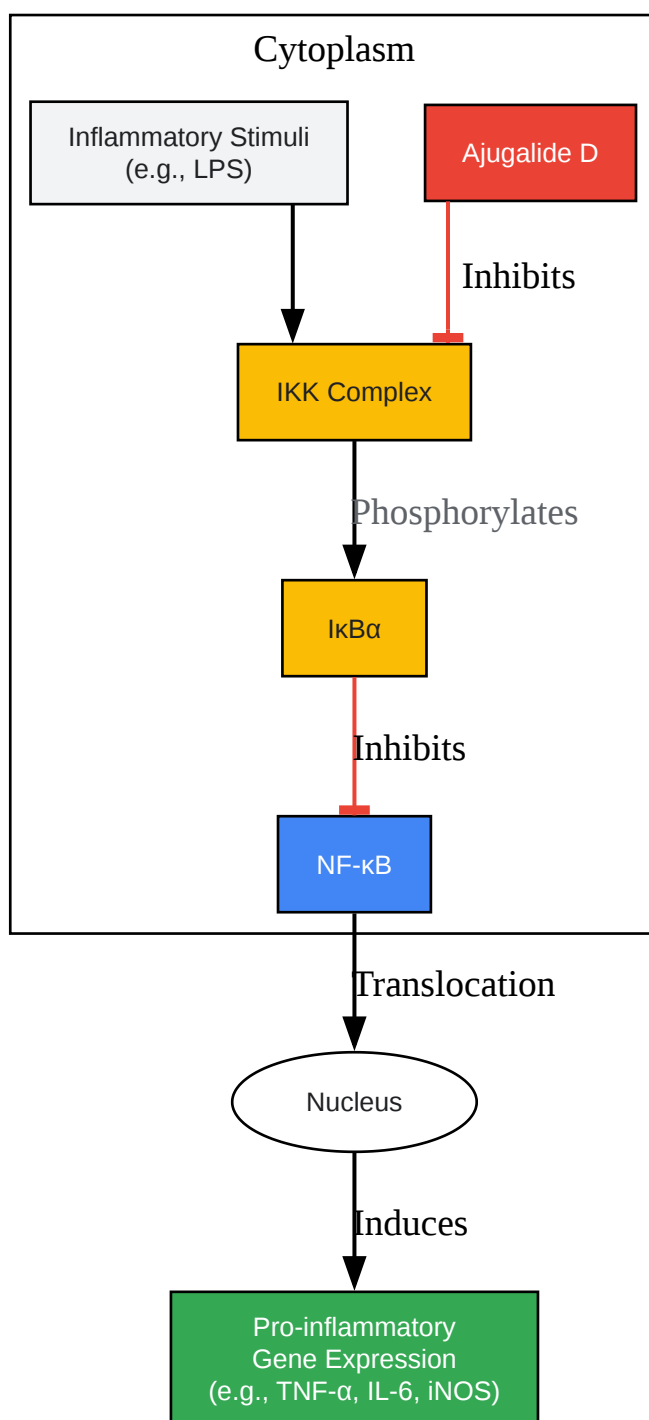 Cytoplasm
Inflammatory Stimuli
(e.g., LPS)
Ajugalide D
Inhibits
IKK Complex
Phosphorylates
IκBα
Inhibits
NF-κB
Translocation
Nucleus
Induces
Pro-inflammatory
Gene Expression
(e.g., TNF-α, IL-6, iNOS)